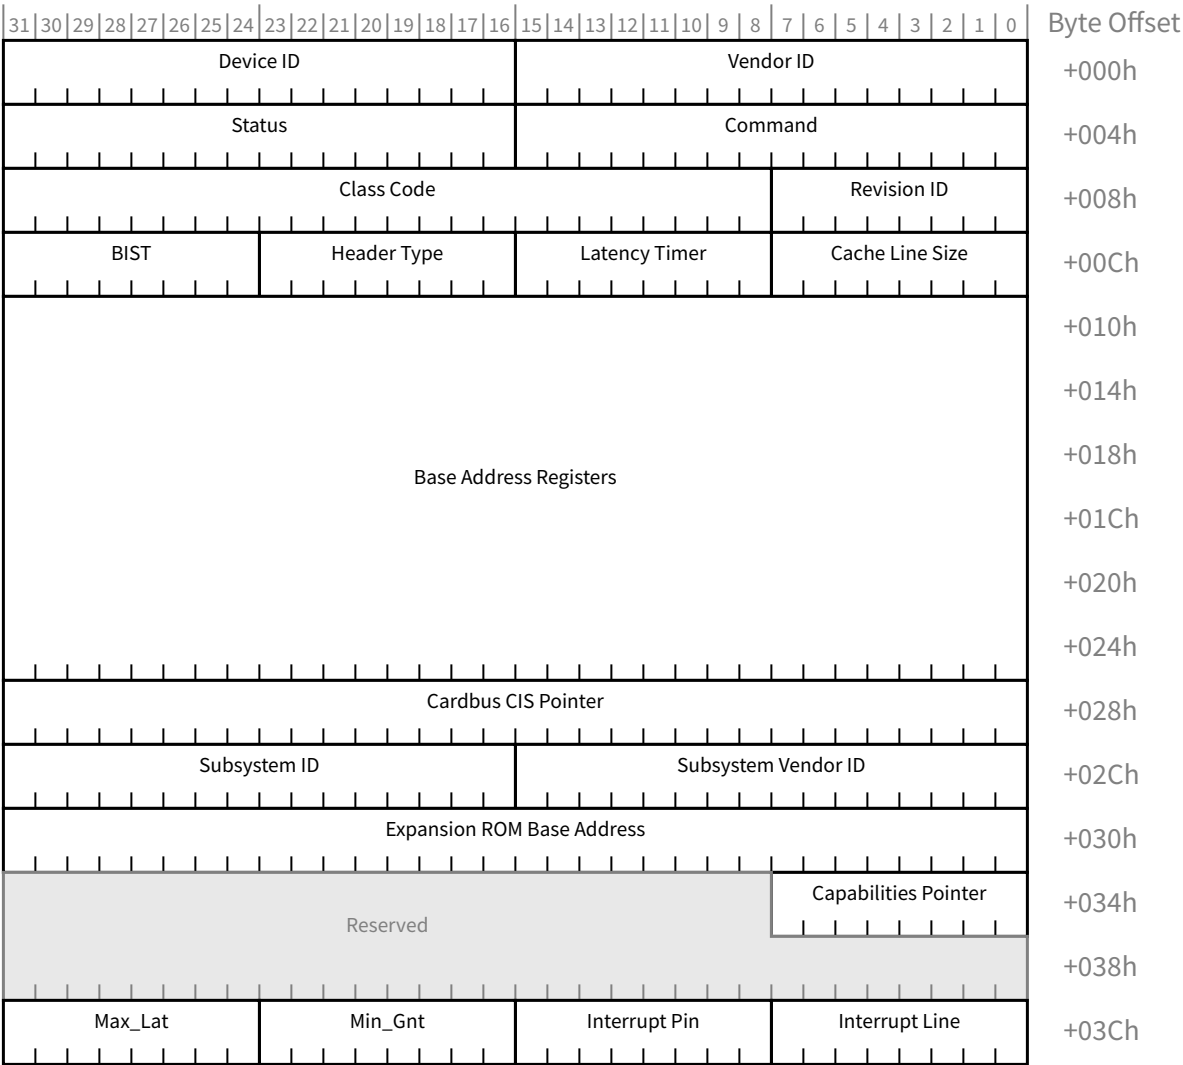 31 30 29 28 27 26 25 24 23 22 21 20 19 18 17 16 15 14 13 12 11 10 9 8 7 6 5 4 3 2 1 0 Byte Offset
Device ID Vendor ID +000h
Status Command +004h
Class Code Revision ID +008h
BIST Header Type Latency Timer Cache Line Size +00Ch
+010h
+014h
+018h
Base Address Registers
+01Ch
+020h
+024h
Cardbus CIS Pointer +028h
Subsystem ID Subsystem Vendor ID +02Ch
Expansion ROM Base Address +030h
Capabilities Pointer +034h
Reserved
+038h
Max_Lat Min_Gnt Interrupt Pin Interrupt Line +03Ch